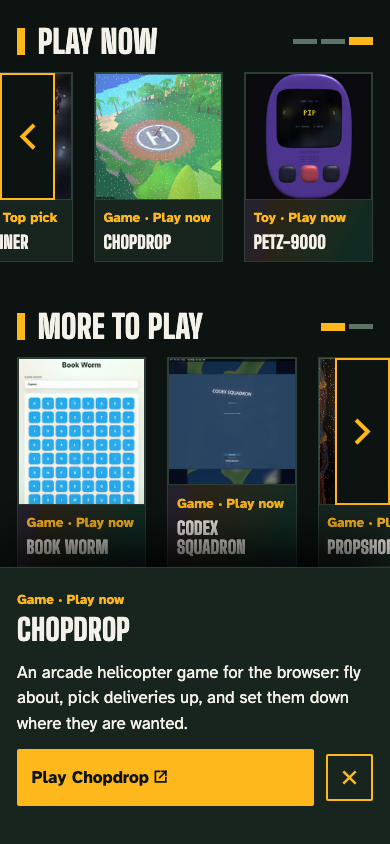 PLAY NOW
Top pick
NER
Game · Play now
CHOPDROP
H
PIP
Toy · Play now
PETZ-9000
MORE TO PLAY
Book Worm
Game · Play now
BOOK WORM
CODEX SQUADRON
Game · Play now
CODEX
SQUADRON
Game · Pl
PROPSHO
Game · Play now
CHOPDROP
An arcade helicopter game for the browser: fly
about, pick deliveries up, and set them down
where they are wanted.
Play Chopdrop